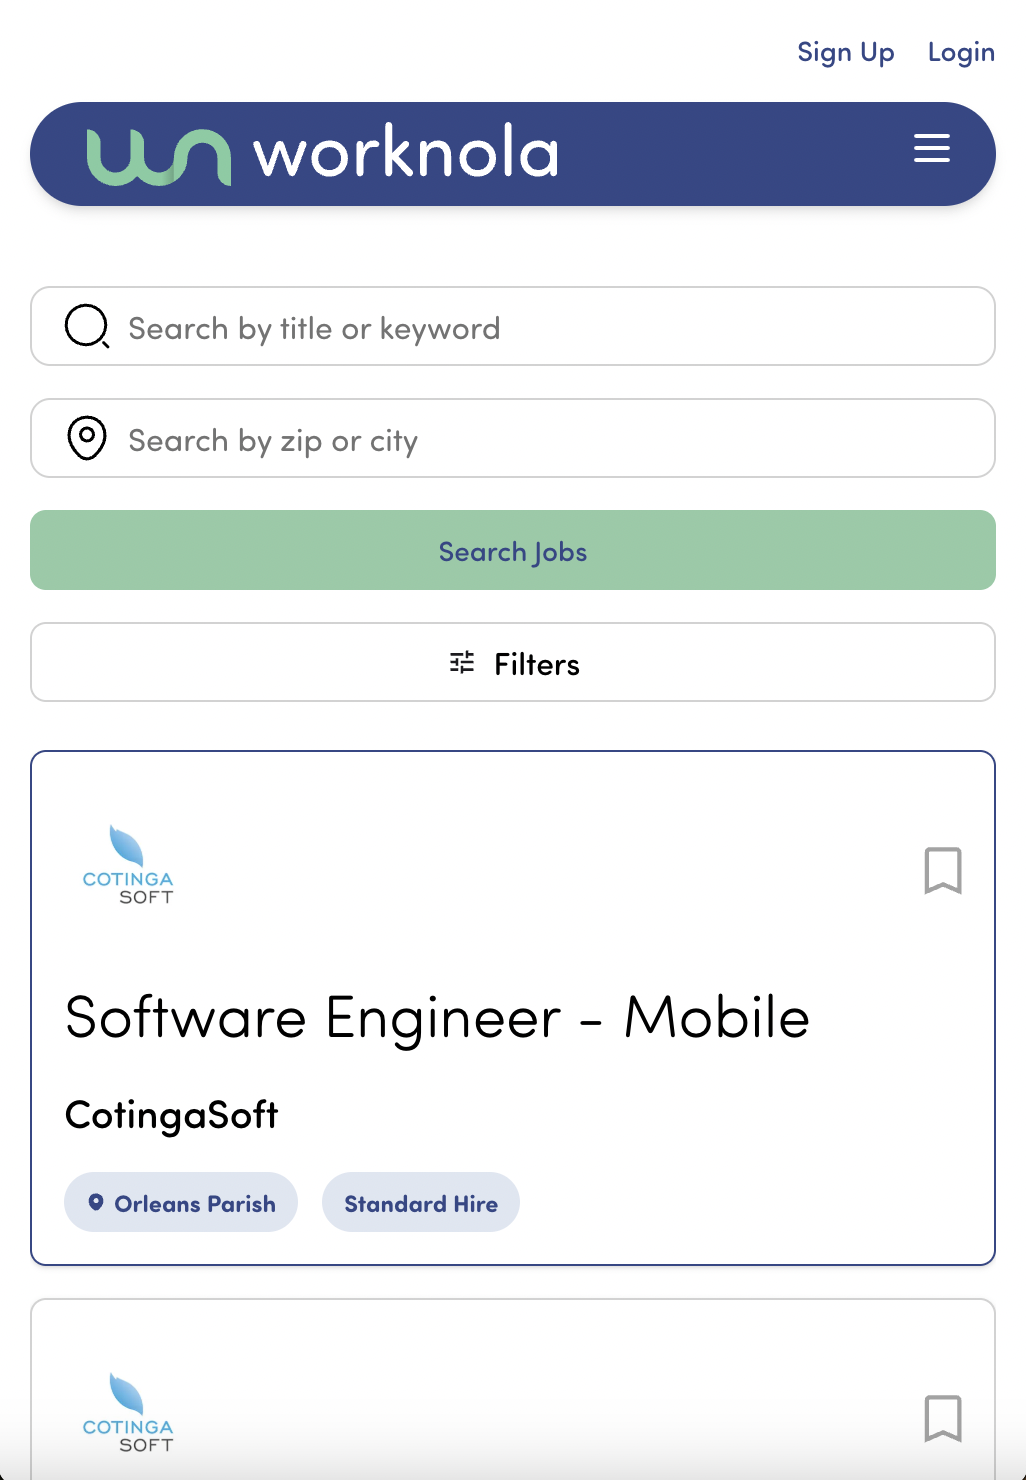 Sign Up Login
wn worknola
Search by title or keyword
Search by zip or city
Search Jobs
Filters
COTINGA
SOFT
Software Engineer - Mobile
CotingaSoft
Orleans Parish Standard Hire
COTINGA
SOFT